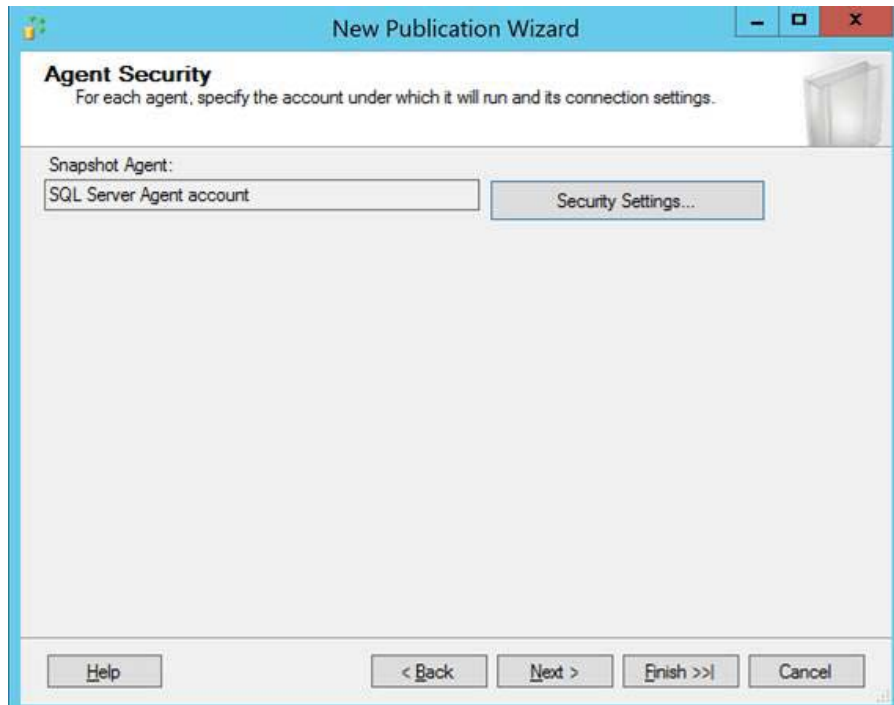 New Publication Wizard
Agent Security
For each agent, specify the account under which it will run and its connection settings.
Snapshot Agent:
SQL Server Agent account
Security Settings...
Help
< Back
Next >
Finish >>|
Cancel